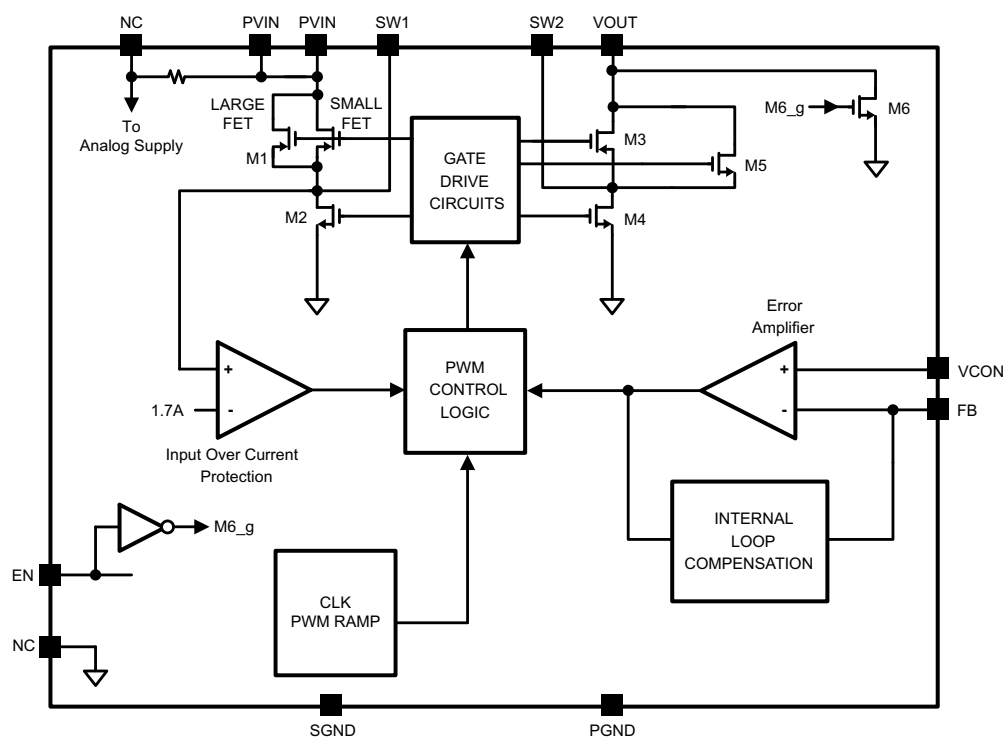 NC
PVIN
PVIN
SW1
SW2
VOUT
LARGE
FET
SMALL
FET
M6_g
M6
To
Analog Supply
M1
M3
GATE
DRIVE
CIRCUITS
M5
M2
M4
Error
Amplifier
+
PWM
CONTROL
LOGIC
+
VCON
1.7A
-
-
FB
Input Over Current
Protection
M6_g
INTERNAL
LOOP
COMPENSATION
EN
CLK
PWM RAMP
NC
SGND
PGND